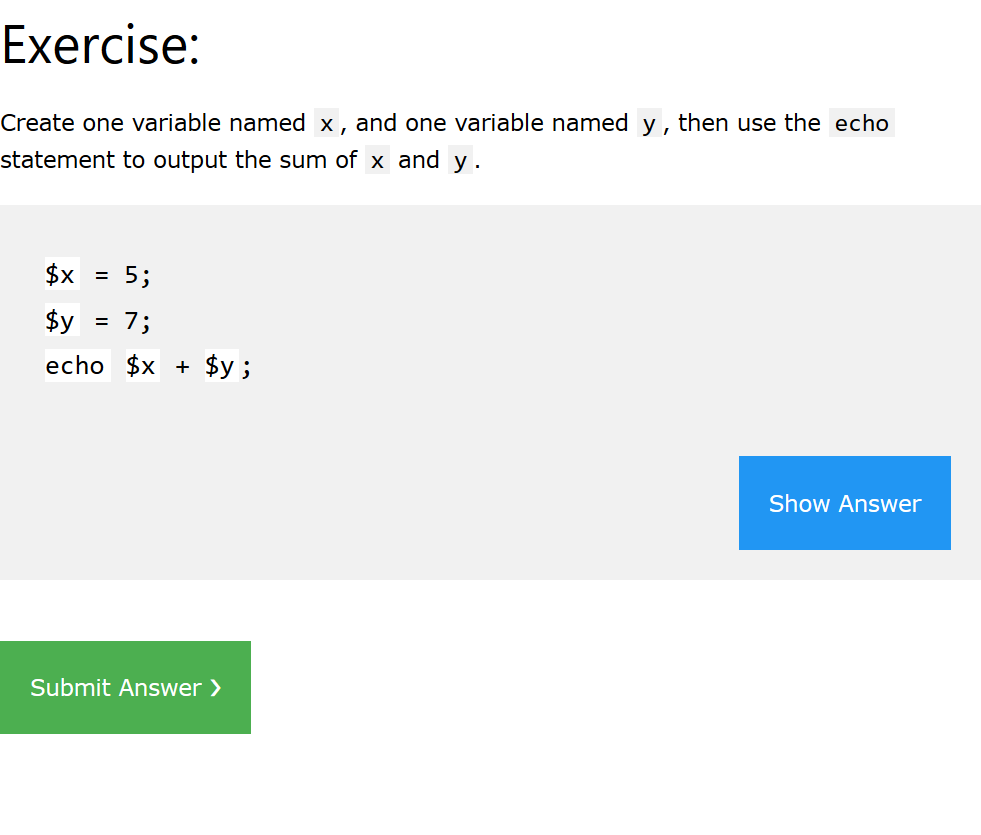 Exercise:
Create one variable named x, and one variable named y, then use the echo
statement to output the sum of x and y.
$x = 5;
$y = 7;
echo $x + $y;
Show Answer
Submit Answer ❯